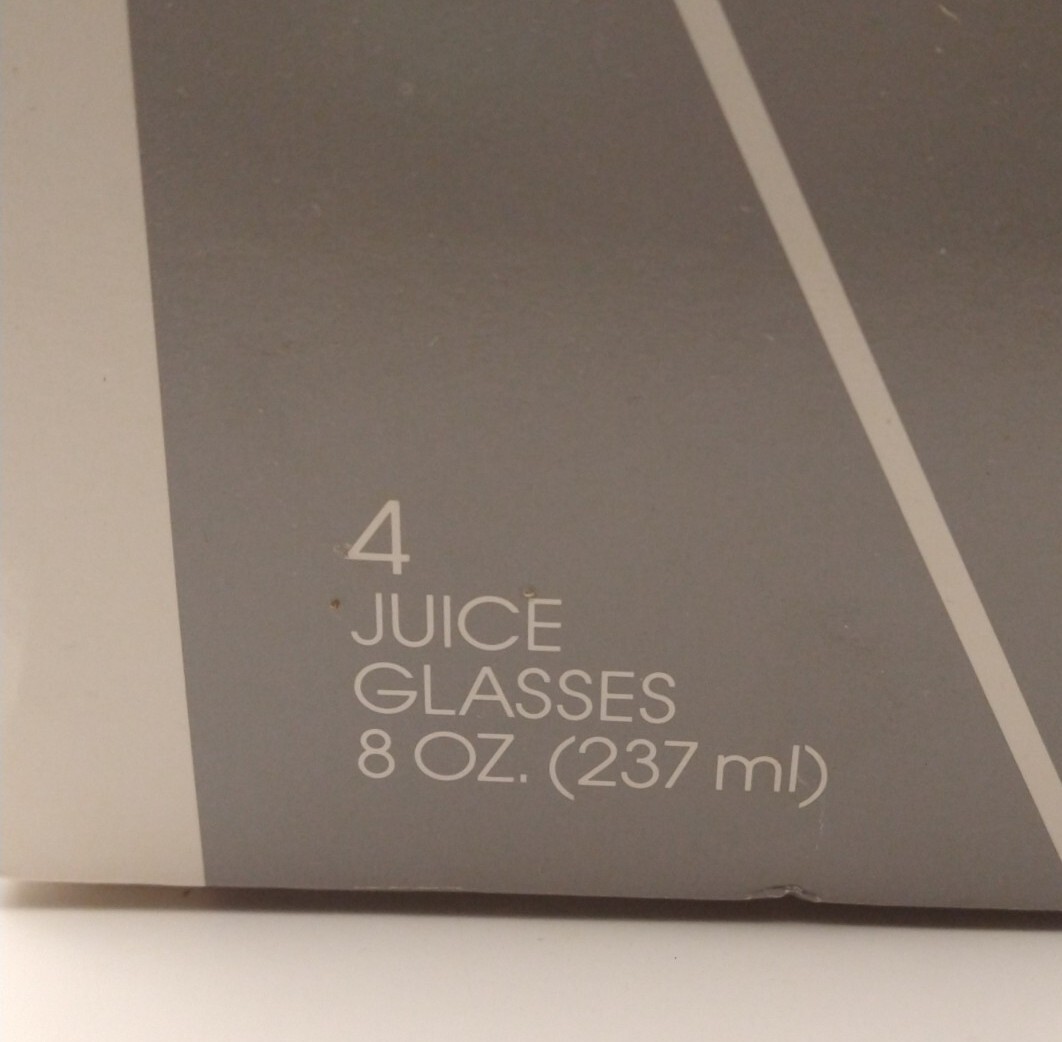 4
JUICE
GLASSES
8 OZ. (237 ml)